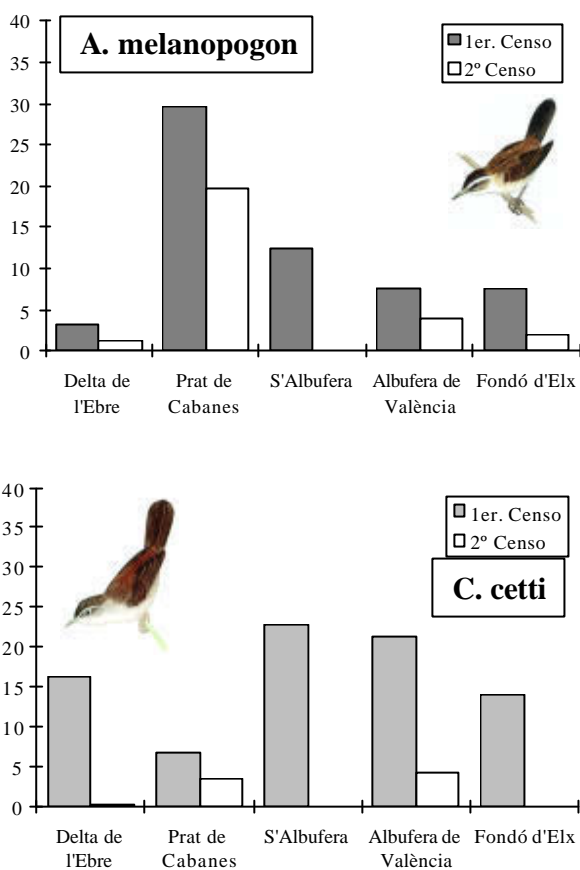 40
A. melanopogon
1er. Censo
2º Censo
35
30
25
20
15
10
5
0
Delta de
l'Ebre
Prat de
Cabanes
S'Albufera
Albufera de
València
Fondó d'Elx
40
1er. Censo
2º Censo
C. cetti
35
30
25
20
15
10
5
0
Delta de
l'Ebre
Prat de
Cabanes
S'Albufera
Albufera de
València
Fondó d'Elx